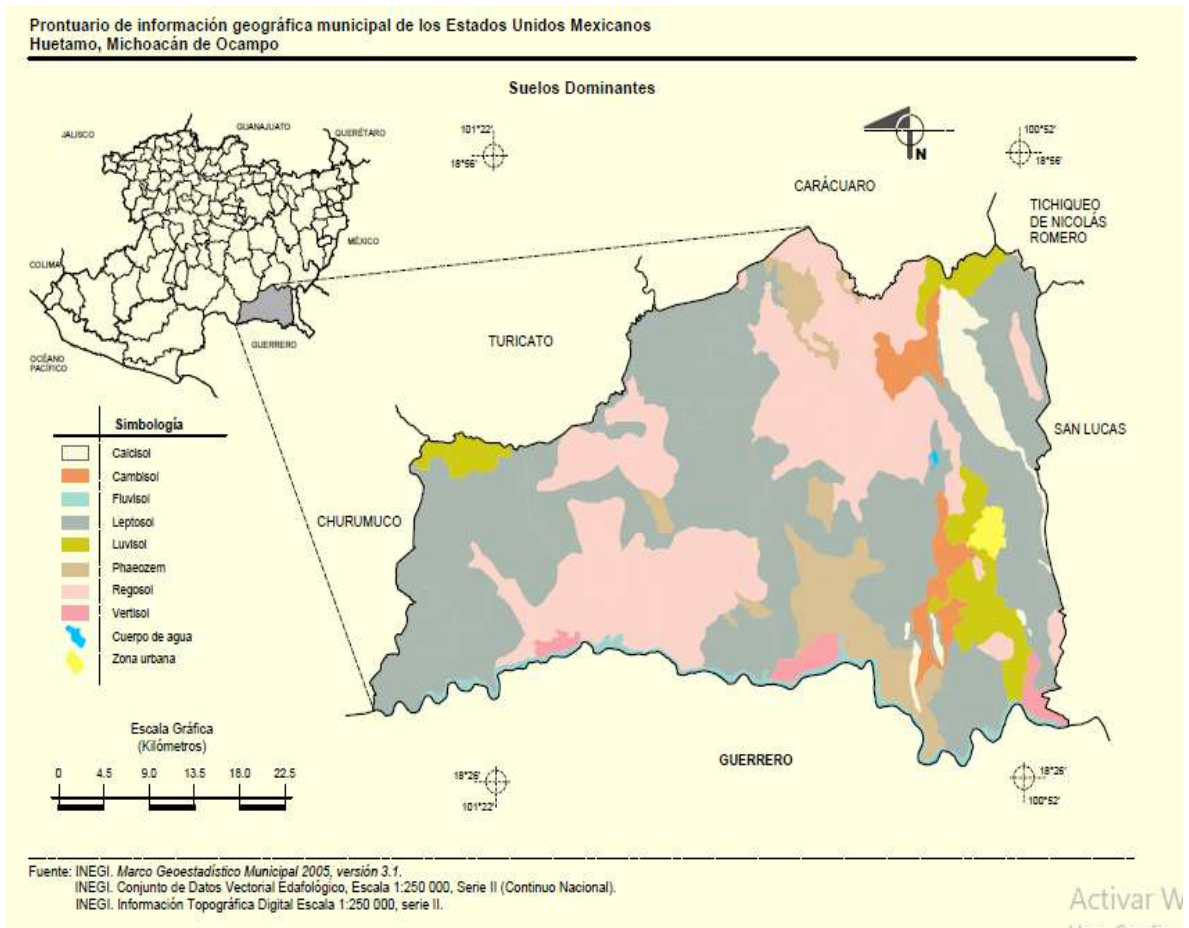 Prontuario de información geográfica municipal de los Estados Unidos Mexicanos
Huetamo, Michoacán de Ocampo
Suelos Dominantes
JALISCO
GUANAJUATO
QUERÉTARO
MÉXICO
COLIMA
GUERRERO
OCÉANO
PACÍFICO
101°22'
18°56'
N
100°52'
18°56'
CARÁCUARO
TICHIQUEO
DE NICOLÁS
ROMERO
TURICATO
SAN LUCAS
CHURUMUCO
GUERRERO
Simbología
Calcisol
Cambisol
Fluvisol
Leptosol
Luvisol
Phaeozem
Regosol
Vertisol
Cuerpo de agua
Zona urbana
Escala Gráfica
(Kilómetros)
0 4.5 9.0 13.5 18.0 22.5
18°26'
101°22'
18°26'
100°52'
Fuente: INEGI. Marco Geoestadístico Municipal 2005, versión 3.1.
INEGI. Conjunto de Datos Vectorial Edafológico, Escala 1:250 000, Serie II (Continuo Nacional).
INEGI. Información Topográfica Digital Escala 1:250 000, serie II.
Activar W